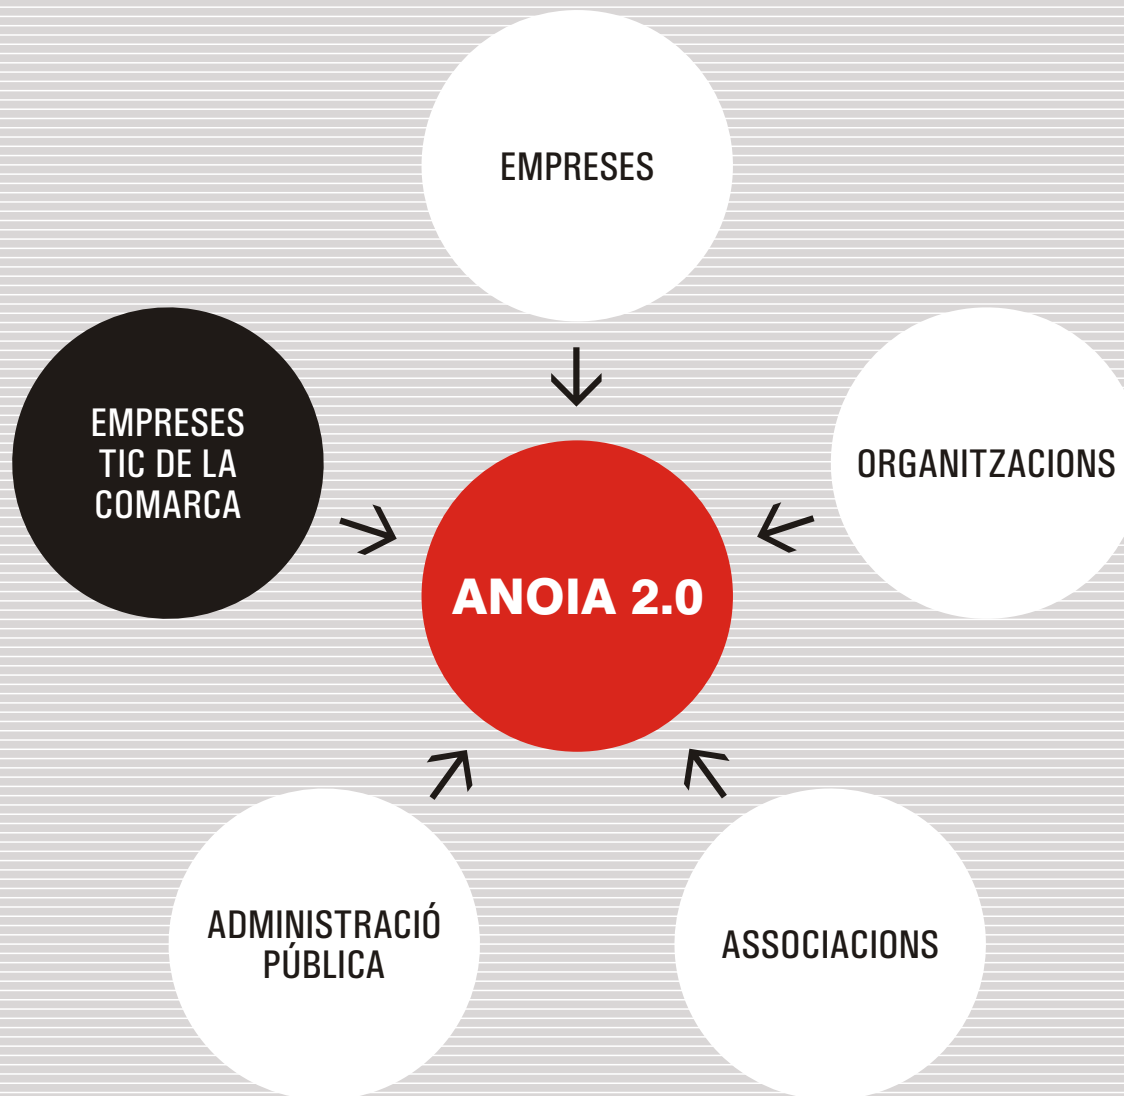 EMPRESES
EMPRESES
TIC DE LA
COMARCA
ORGANITZACIONS
ANOIA 2.0
ADMINISTRACIÓ
PÚBLICA
ASSOCIACIONS